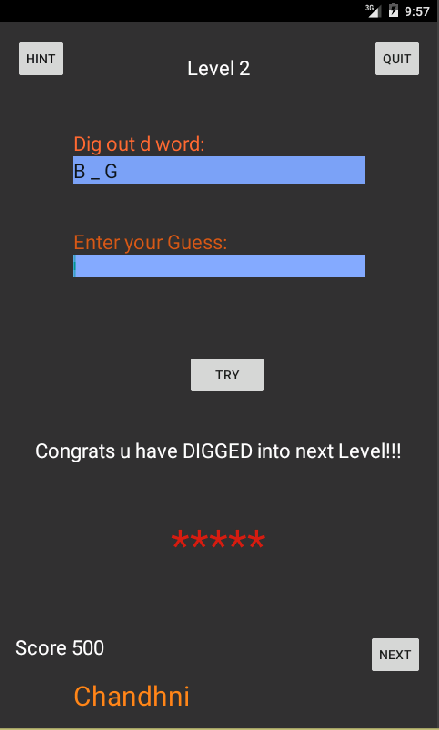 3G 9:57
HINT
Level 2
QUIT
Dig out d word:
B _ G
Enter your Guess:
TRY
Congrats u have DIGGED into next Level!!!
*****
Score 500
NEXT
Chandhni